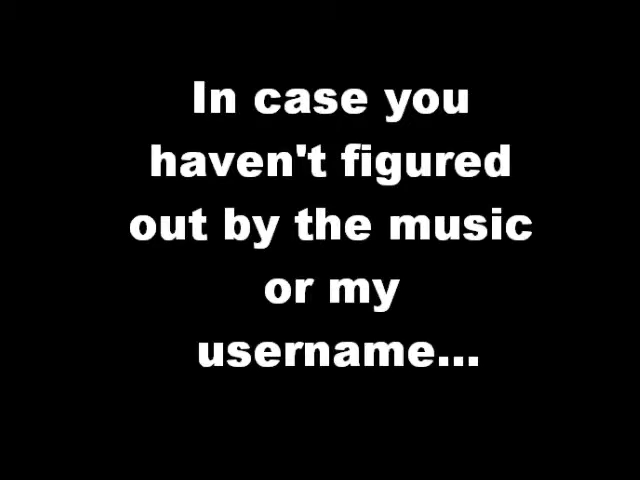 In case you
haven't figured
out by the music
or my
username...